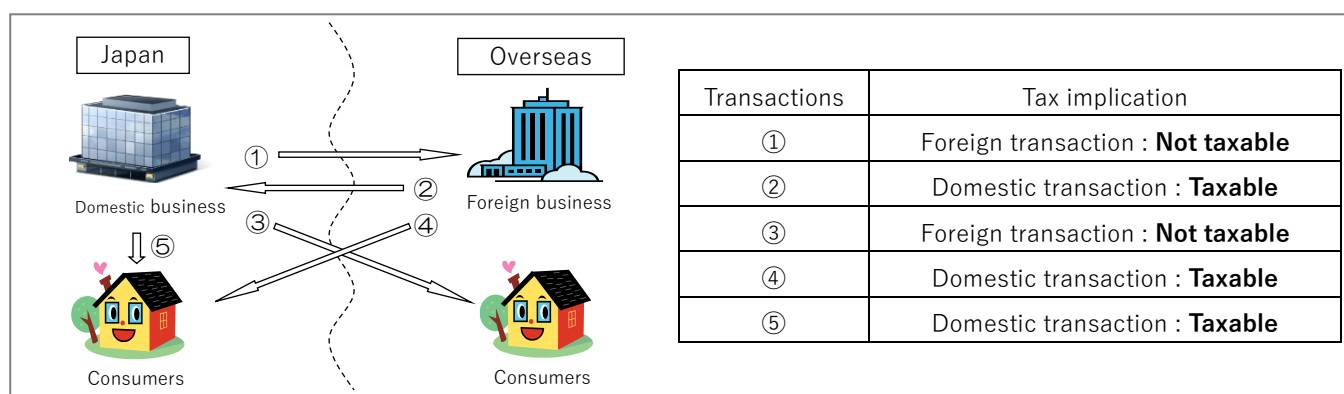 Japan
Overseas
①
②
Domestic business
Foreign business
③
④
⑤
Consumers
Consumers
Transactions Tax implication
① Foreign transaction : Not taxable
② Domestic transaction : Taxable
③ Foreign transaction : Not taxable
④ Domestic transaction : Taxable
⑤ Domestic transaction : Taxable